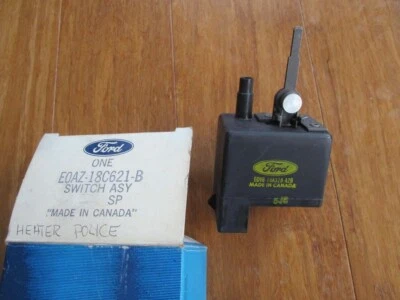 Ford
ONE
E0AZ-18C621-B
SWITCH ASY
SP
"MADE IN CANADA"
HEATER POLICE
Ford
MADE IN CANADA